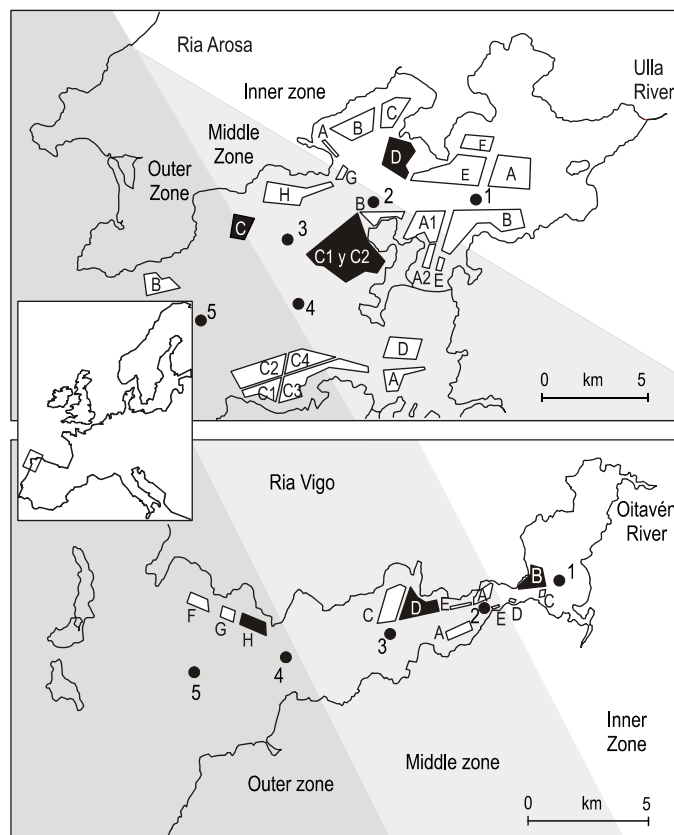 Ria Arosa
Ulla
River
Inner zone
C
A
B
F
Middle
Zone
D
E
A
G
Outer
Zone
H
2
1
B
A1
B
C
3
C1 y C2
A2
E
B
4
5
D
C2
C4
A
C1
C3
0 km 5
Ria Vigo
Oitavén
River
B
1
A
F
C
D
E
C
G
H
2
E
D
A
3
4
5
Inner
Zone
Middle zone
Outer zone
0 km 5